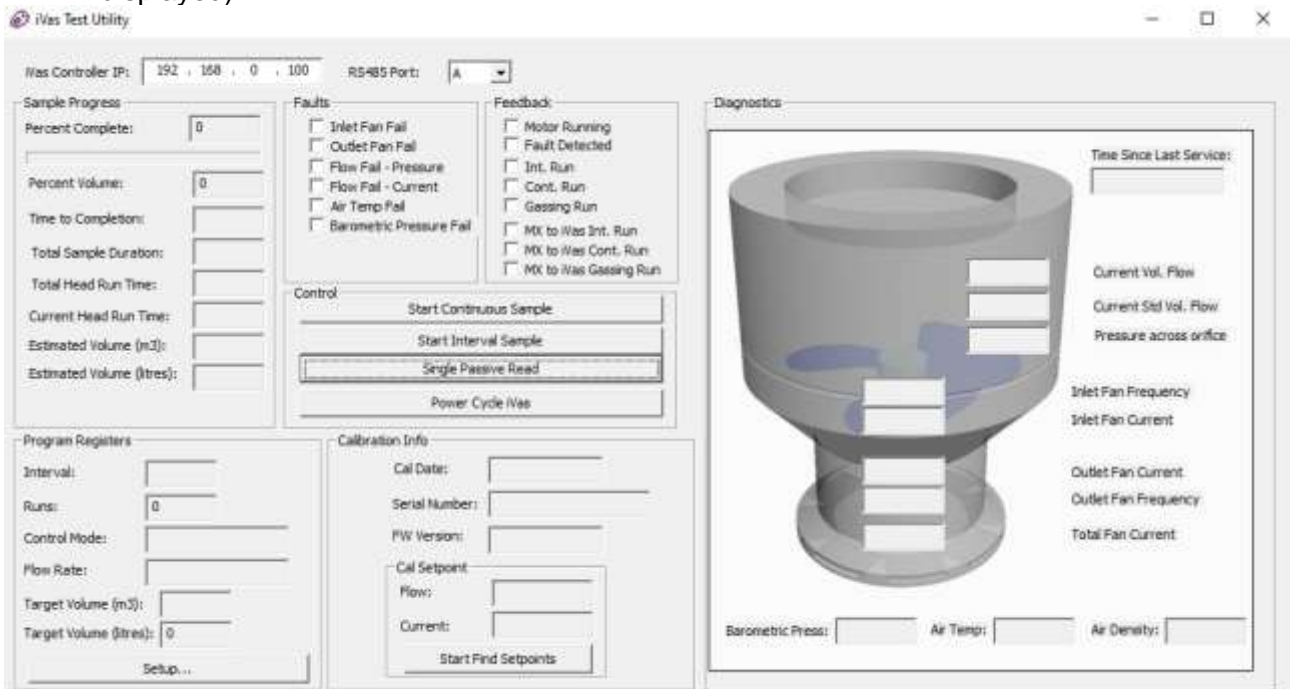 iVas Test Utility
iVas Controller IP: 192 . 168 . 0 . 100 RS485 Port: A
Sample Progress
Percent Complete: 0
Percent Volume: 0
Time to Completion:
Total Sample Duration:
Total Head Run Time:
Current Head Run Time:
Estimated Volume (m3):
Estimated Volume (litres):
Faults
Inlet Fan Fail
Outlet Fan Fail
Flow Fail - Pressure
Flow Fail - Current
Air Temp Fail
Barometric Pressure Fail
Feedback
Motor Running
Fault Detected
Int. Run
Cont. Run
Gassing Run
MX to iVas Int. Run
MX to iVas Cont. Run
MX to iVas Gassing Run
Control
Start Continuous Sample
Start Interval Sample
Single Passive Read
Power Cycle iVas
Program Registers
Interval:
Runs: 0
Control Mode:
Flow Rate:
Target Volume (m3):
Target Volume (litres): 0
Setup...
Calibration Info
Cal Date:
Serial Number:
FW Version:
Cal Setpoint
Flow:
Current:
Start Find Setpoints
Diagnostics
Time Since Last Service:
Current Vol. Flow
Current Std Vol. Flow
Pressure across orifice
Inlet Fan Frequency
Inlet Fan Current
Outlet Fan Current
Outlet Fan Frequency
Total Fan Current
Barometric Press: Air Temp: Air Density: